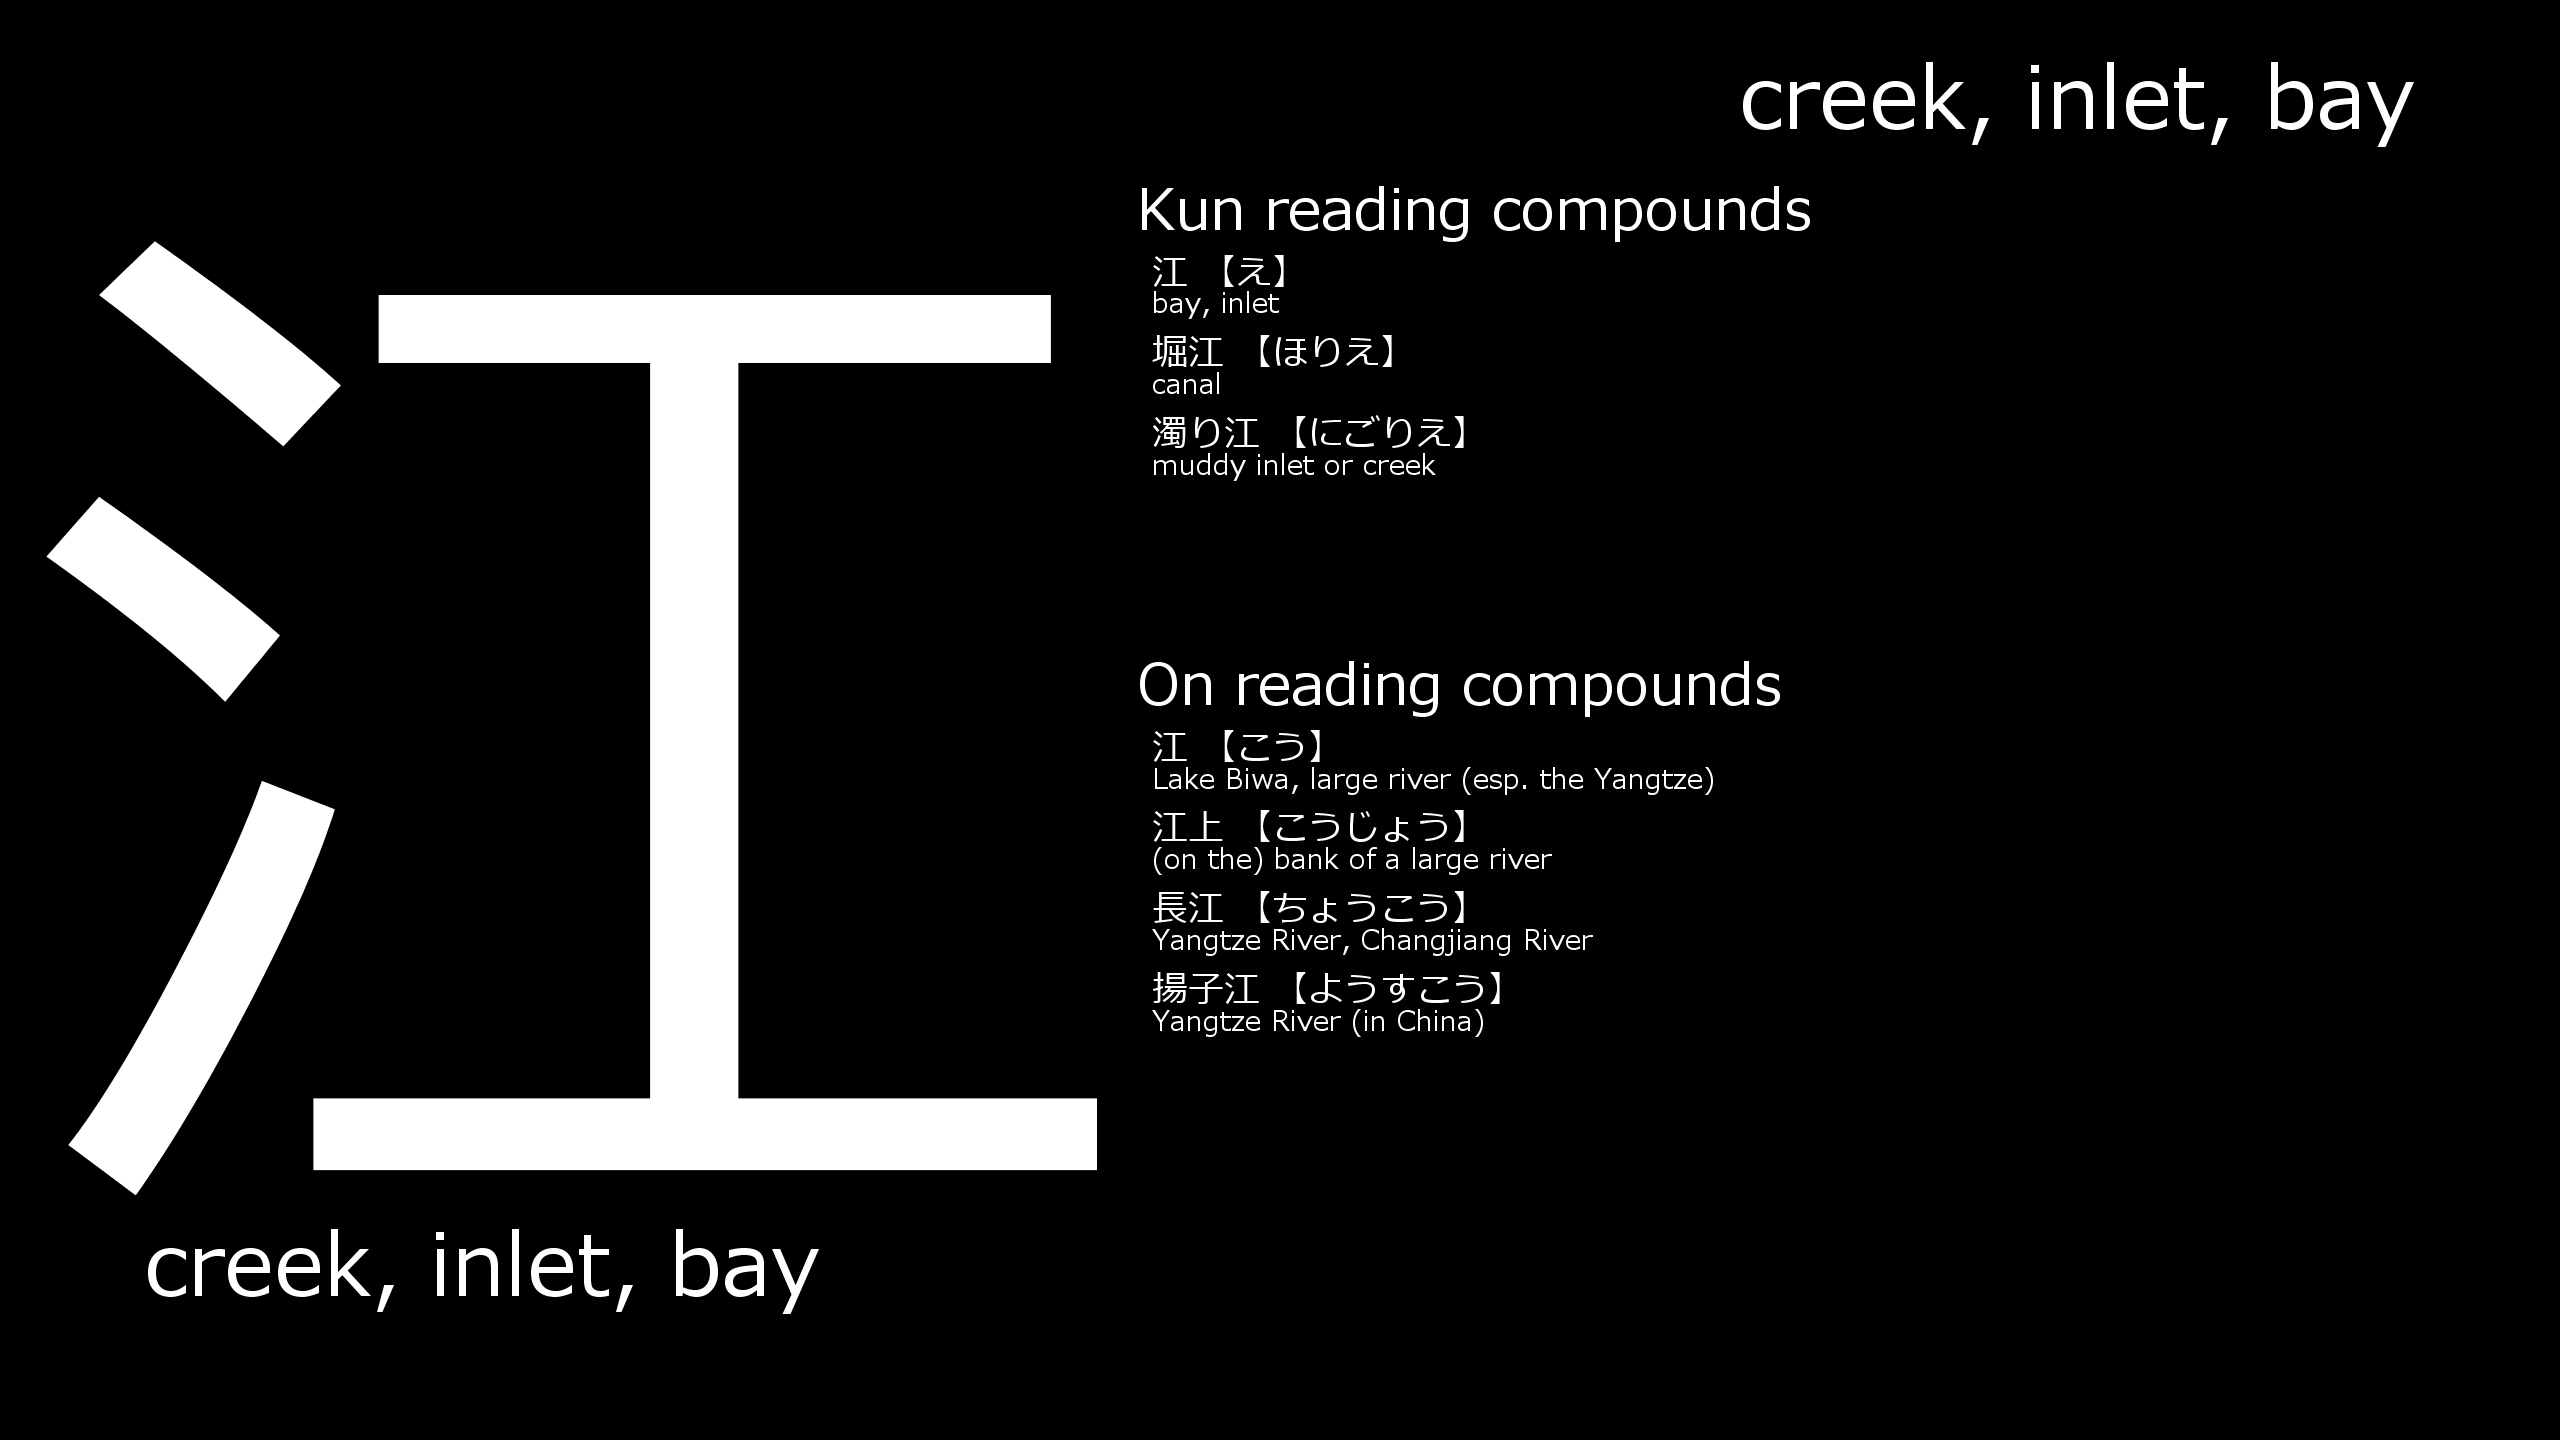 creek, inlet, bay
江
creek, inlet, bay
Kun reading compounds
江 【え】
bay, inlet
堀江 【ほりえ】
canal
濁り江 【にごりえ】
muddy inlet or creek
On reading compounds
江 【こう】
Lake Biwa, large river (esp. the Yangtze)
江上 【こうじょう】
(on the) bank of a large river
長江 【ちょうこう】
Yangtze River, Changjiang River
揚子江 【ようすこう】
Yangtze River (in China)